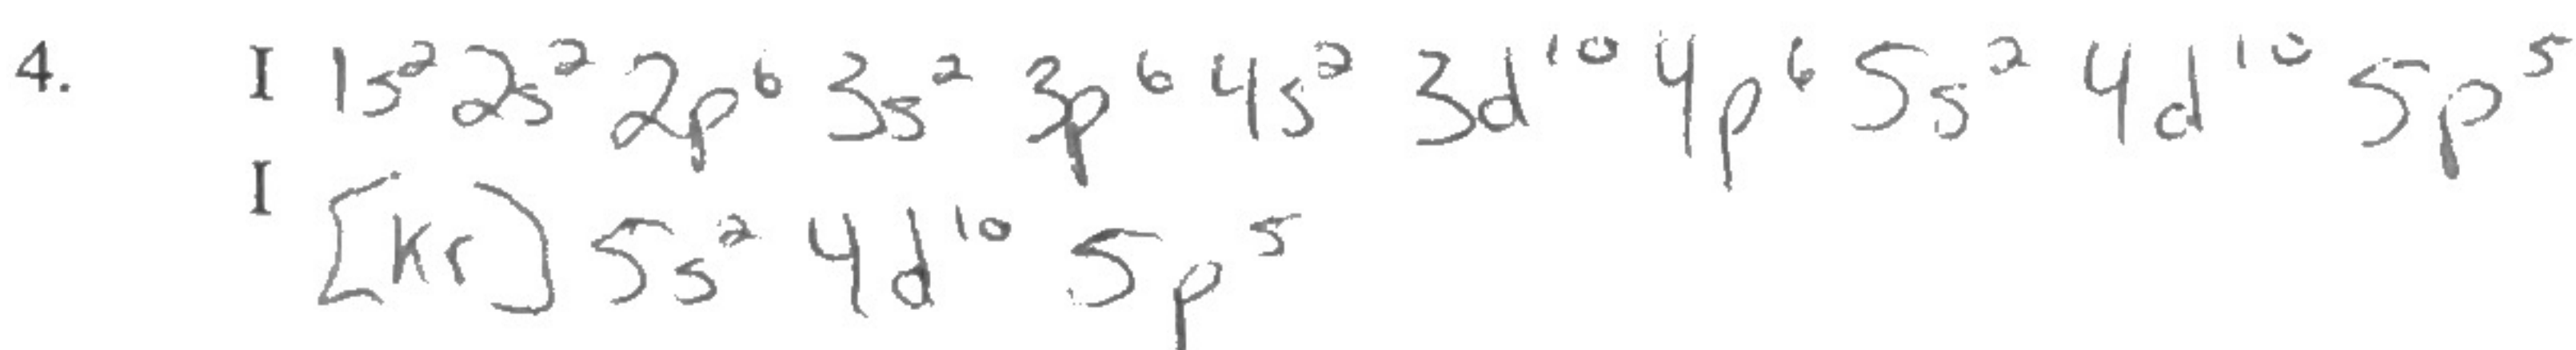 4. I 1s² 2s² 2p⁶ 3s² 3p⁶ 4s² 3d¹⁰ 4p⁶ 5s² 4d¹⁰ 5p⁵
I [Kr] 5s² 4d¹⁰ 5p⁵